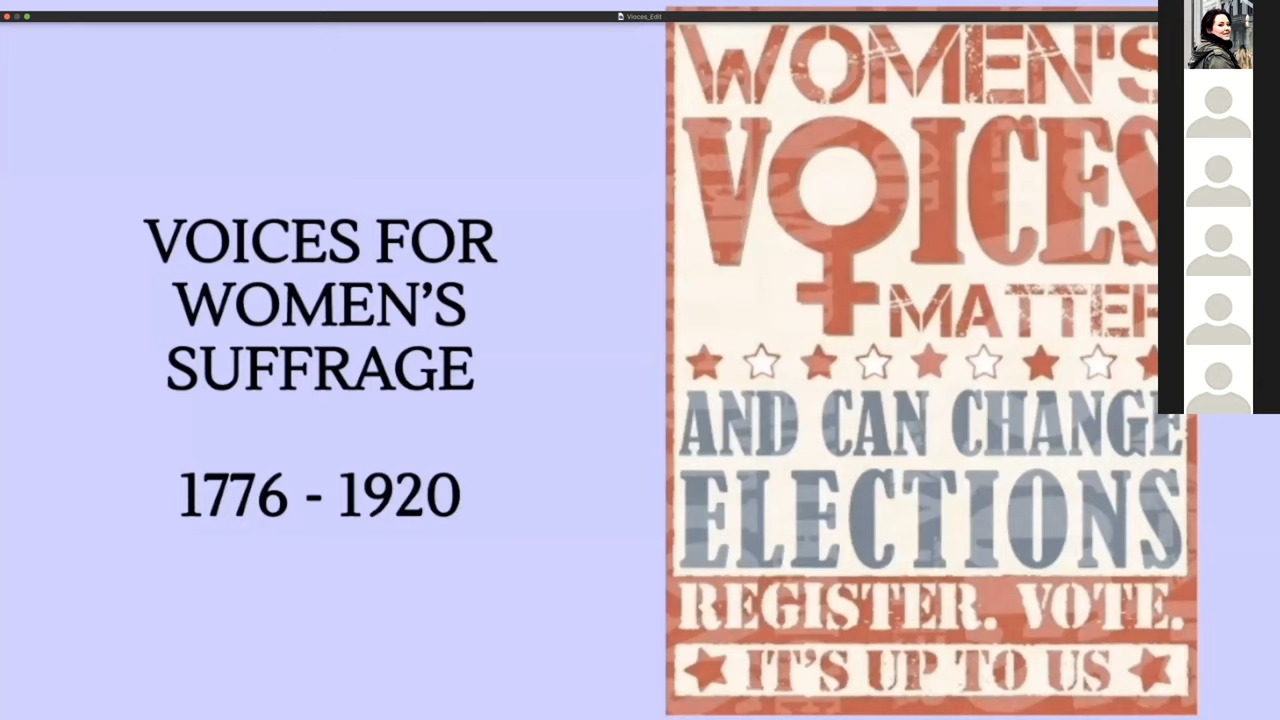 Vioces_Edit
VOICES FOR
WOMEN'S
SUFFRAGE
1776 - 1920
WOMEN'S
VOICES
MATTER
AND CAN CHANGE
ELECTIONS
REGISTER. VOTE.
IT'S UP TO US